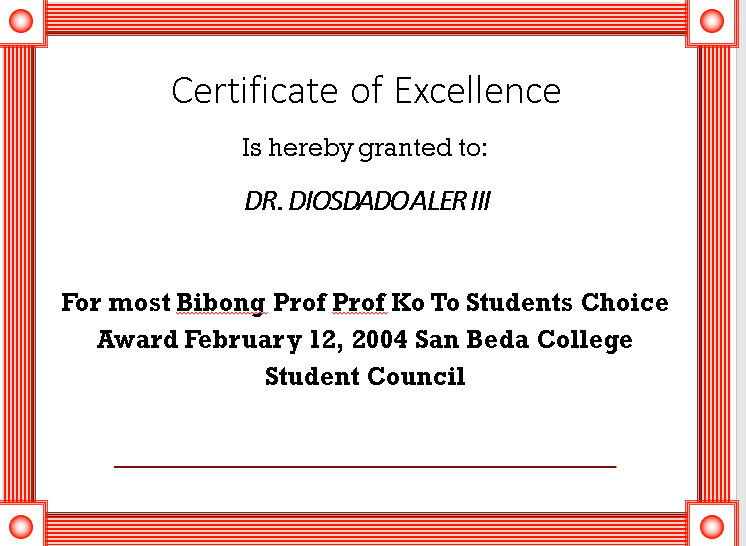 Certificate of Excellence
Is hereby granted to:
DR. DIOSDADO ALER III
For most Bibong Prof Prof Ko To Students Choice
Award February 12, 2004 San Beda College
Student Council